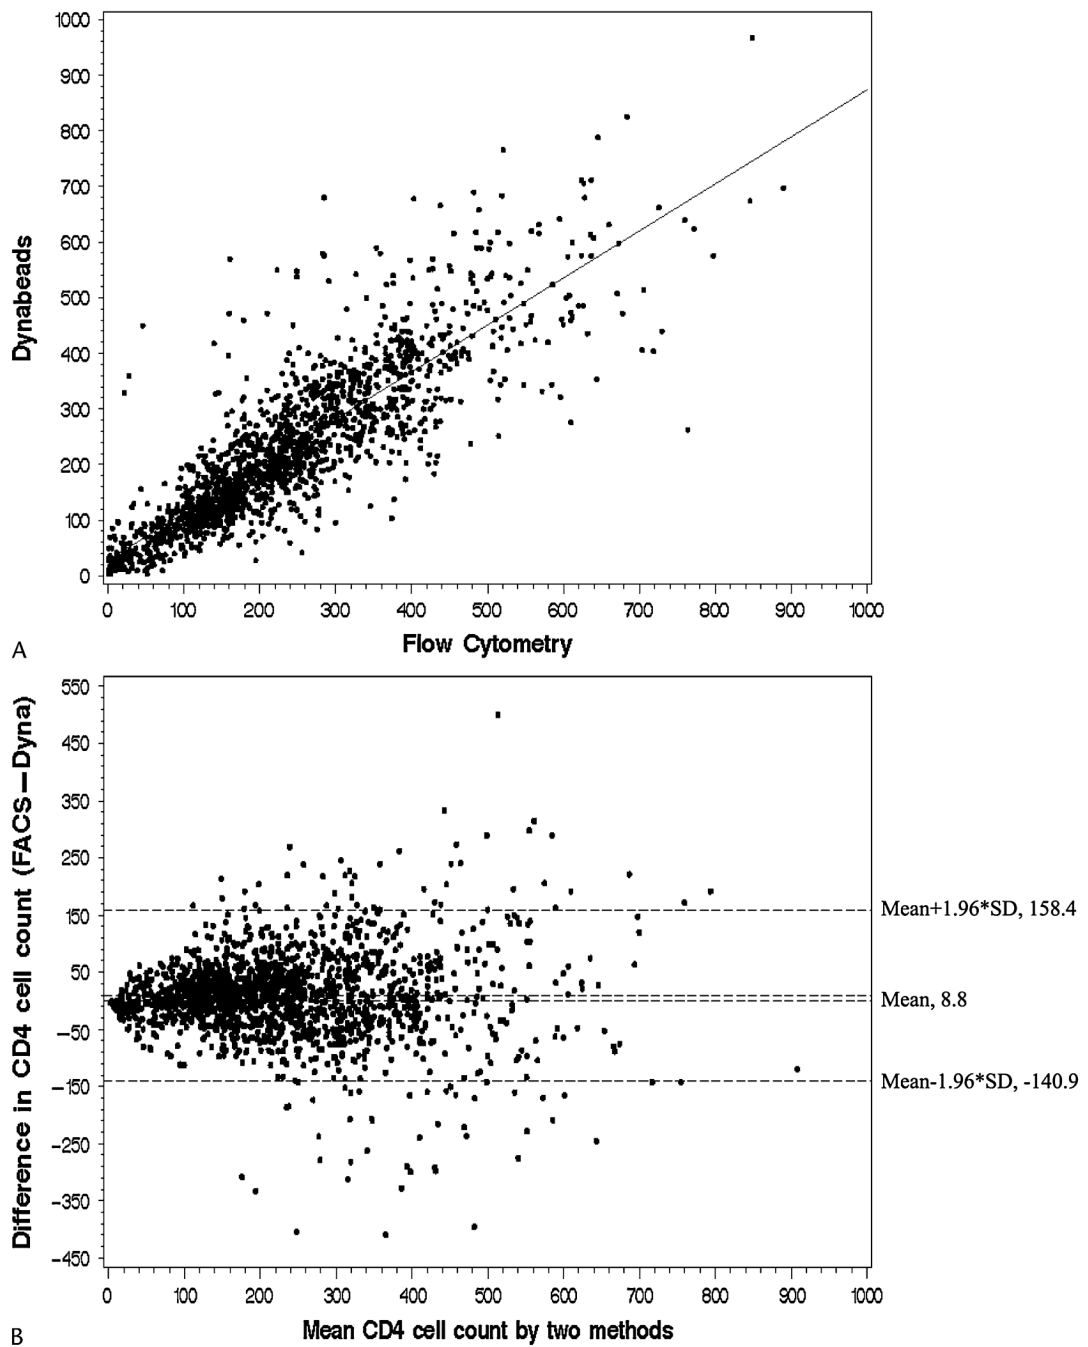 1000
900
800
700
600
500
400
300
200
100
0
Dynabeads
0 100 200 300 400 500 600 700 800 900 1000
Flow Cytometry
A
550
450
350
250
150
50
−50
−150
−250
−350
−450
Difference in CD4 cell count (FACS−Dyna)
Mean+1.96*SD, 158.4
Mean, 8.8
Mean-1.96*SD, -140.9
0 100 200 300 400 500 600 700 800 900 1000
Mean CD4 cell count by two methods
B